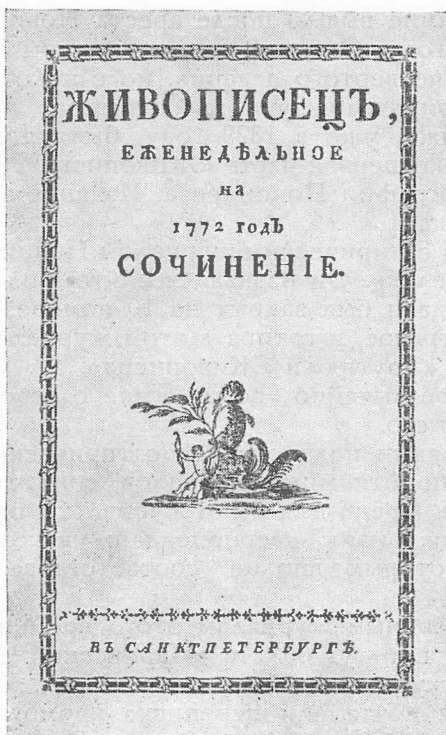 ЖИВОПИСЕЦЪ,
ЕЖЕНЕДѢЛЬНОЕ
на
1772 годЪ
СОЧИНЕНІЕ.
ВЪ САНКТПЕТЕРБУРГѢ.